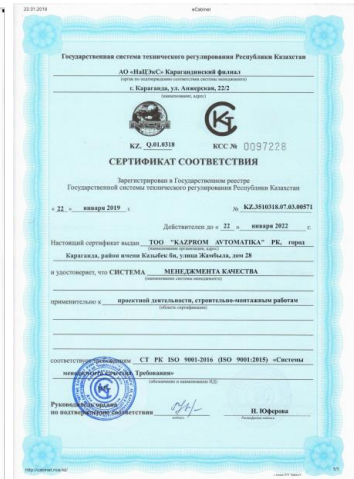 22.01.2019 eCabinet
Государственная система технического регулирования Республики Казахстан
АО «НаЦЭкС» Карагандинский филиал
(орган по подтверждению соответствия системы менеджмента)
г. Караганда, ул. Анжерская, 22/2
(наименование, адрес)
KZ. Q.01.0318 КСС № 0097228
СЕРТИФИКАТ СООТВЕТСТВИЯ
Зарегистрирован в Государственном реестре
Государственной системы технического регулирования Республики Казахстан
« 22 » января 2019 г. № KZ.3510318.07.03.00571
Действителен до « 22 » января 2022 г.
Настоящий сертификат выдан ТОО "KAZPROM AVTOMATIKA" РК, город
(наименование организации, адрес)
Караганда, район имени Казыбек би, улица Жамбыла, дом 28
и удостоверяет, что СИСТЕМА МЕНЕДЖМЕНТА КАЧЕСТВА
(наименование системы менеджмента)
применительно к проектной деятельности, строительно-монтажным работам
(область сертификации)
соответствует требованиям СТ РК ISO 9001-2016 (ISO 9001:2015) «Системы
менеджмента качества. Требования»
(обозначение и наименование НД)
Руководитель органа
по подтверждению соответствия Н. Юферова
подпись
1/1